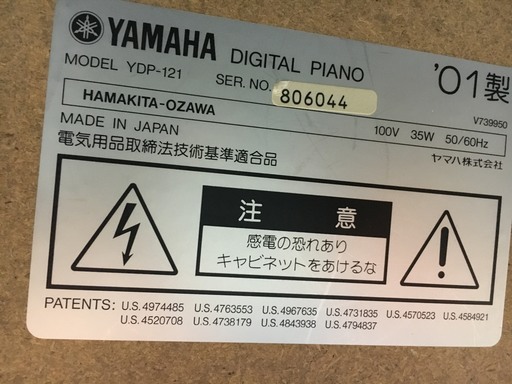 YAMAHA DIGITAL PIANO '01製
MODEL YDP-121 SER. NO. 806044
V739950
HAMAKITA-OZAWA
MADE IN JAPAN 100V 35W 50/60Hz
電気用品取締法技術基準適合品 ヤマハ株式会社
注意
感電の恐れあり
キャビネットをあけるな
PATENTS: U.S.4974485 U.S.4763553 U.S.4967635 U.S.4731835 U.S.4570523 U.S.4584921
U.S.4520708 U.S.4738179 U.S.4843938 U.S.4794837